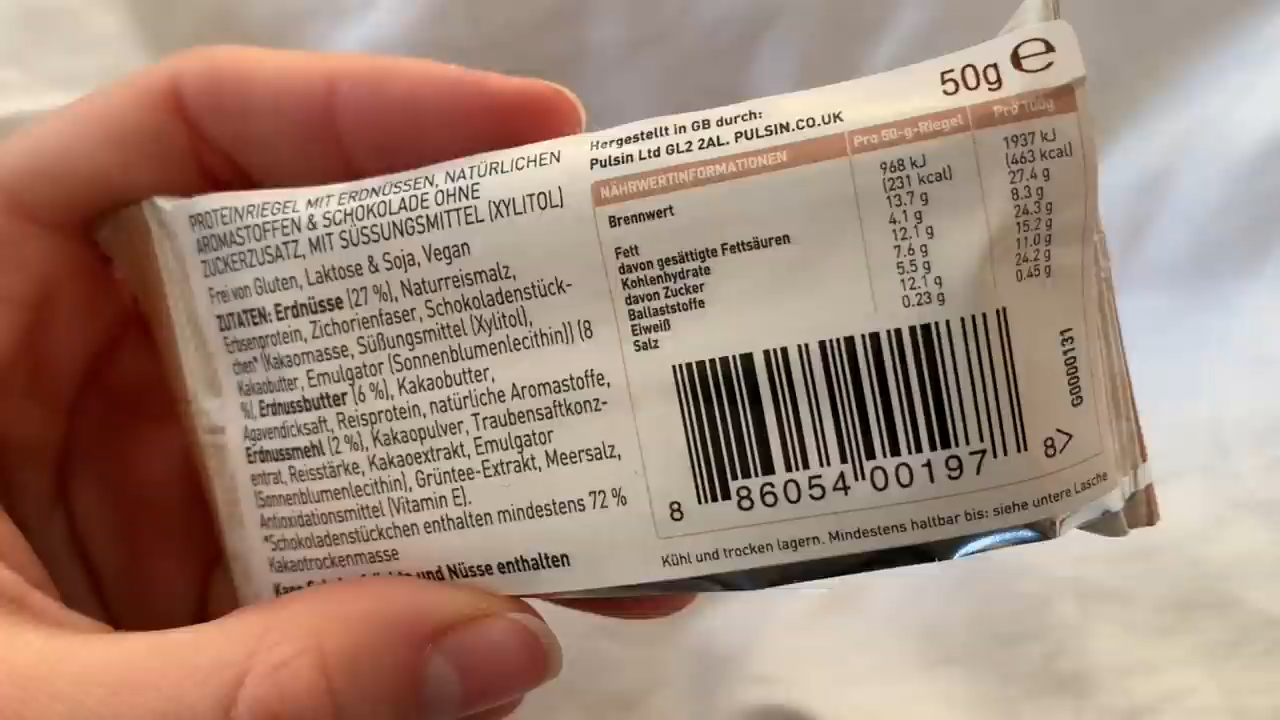 PROTEINRIEGEL MIT ERDNÜSSEN, NATÜRLICHEN
AROMASTOFFEN & SCHOKOLADE OHNE
ZUCKERZUSATZ, MIT SÜSSUNGSMITTEL (XYLITOL)
Frei von Gluten, Laktose & Soja, Vegan
ZUTATEN: Erdnüsse (27 %), Naturreismalz,
Erbsenprotein, Zichorienfaser, Schokoladenstück-
chen* (Kakaomasse, Süßungsmittel (Xylitol),
Kakaobutter, Emulgator (Sonnenblumenlecithin)) (8
%), Erdnussbutter (6 %), Kakaobutter,
Agavendicksaft, Reisprotein, natürliche Aromastoffe,
Erdnussmehl (2 %), Kakaopulver, Traubensaftkonz-
entrat, Reisstärke, Kakaoextrakt, Emulgator
(Sonnenblumenlecithin), Grüntee-Extrakt, Meersalz,
Antioxidationsmittel (Vitamin E).
*Schokoladenstückchen enthalten mindestens 72 %
Kakaotrockenmasse
und Nüsse enthalten
50g e
Hergestellt in GB durch:
Pulsin Ltd GL2 2AL. PULSIN.CO.UK
NÄHRWERTINFORMATIONEN Pro 50-g-Riegel Pro 100g
Brennwert 968 kJ 1937 kJ
(231 kcal) (463 kcal)
Fett 13.7 g 27.4 g
davon gesättigte Fettsäuren 4.1 g 8.3 g
Kohlenhydrate 12.1 g 24.3 g
davon Zucker 7.6 g 15.2 g
Ballaststoffe 5.5 g 11.0 g
Eiweiß 12.1 g 24.2 g
Salz 0.23 g 0.45 g
G0000131
8 86054 00197 8>
Kühl und trocken lagern. Mindestens haltbar bis: siehe untere Lasche